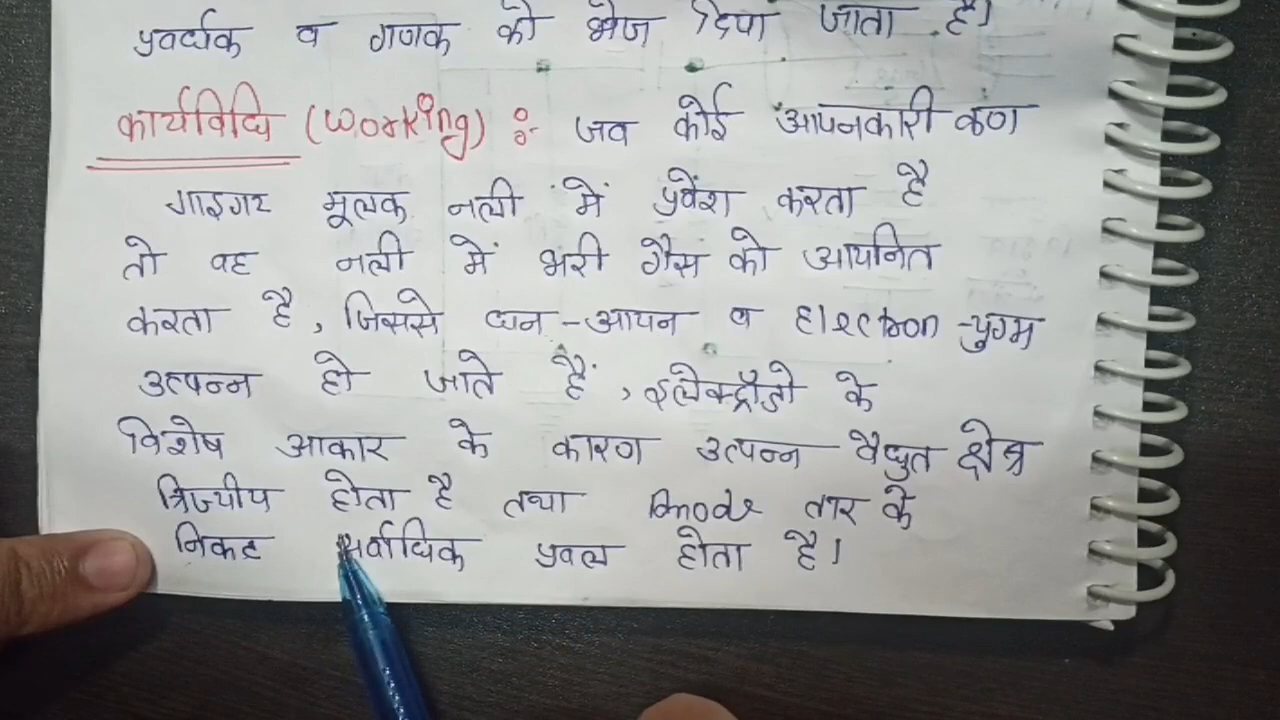 प्रवर्धक व गणक को भेज दिया जाता है।
कार्यविधि (Working) :- जब कोई आयनकारी कण
गाइगर मूलक नली में प्रवेश करता है
तो वह नली में भरी गैस को आयनित
करता है, जिससे धन-आयन व Electron-युग्म
उत्पन्न हो जाते हैं, इलेक्ट्रॉडो के
विशेष आकार के कारण उत्पन्न वैधुत क्षेत्र
त्रिज्यीय होता है तथा Anode तार के
निकट सर्वाधिक प्रवल होता है।